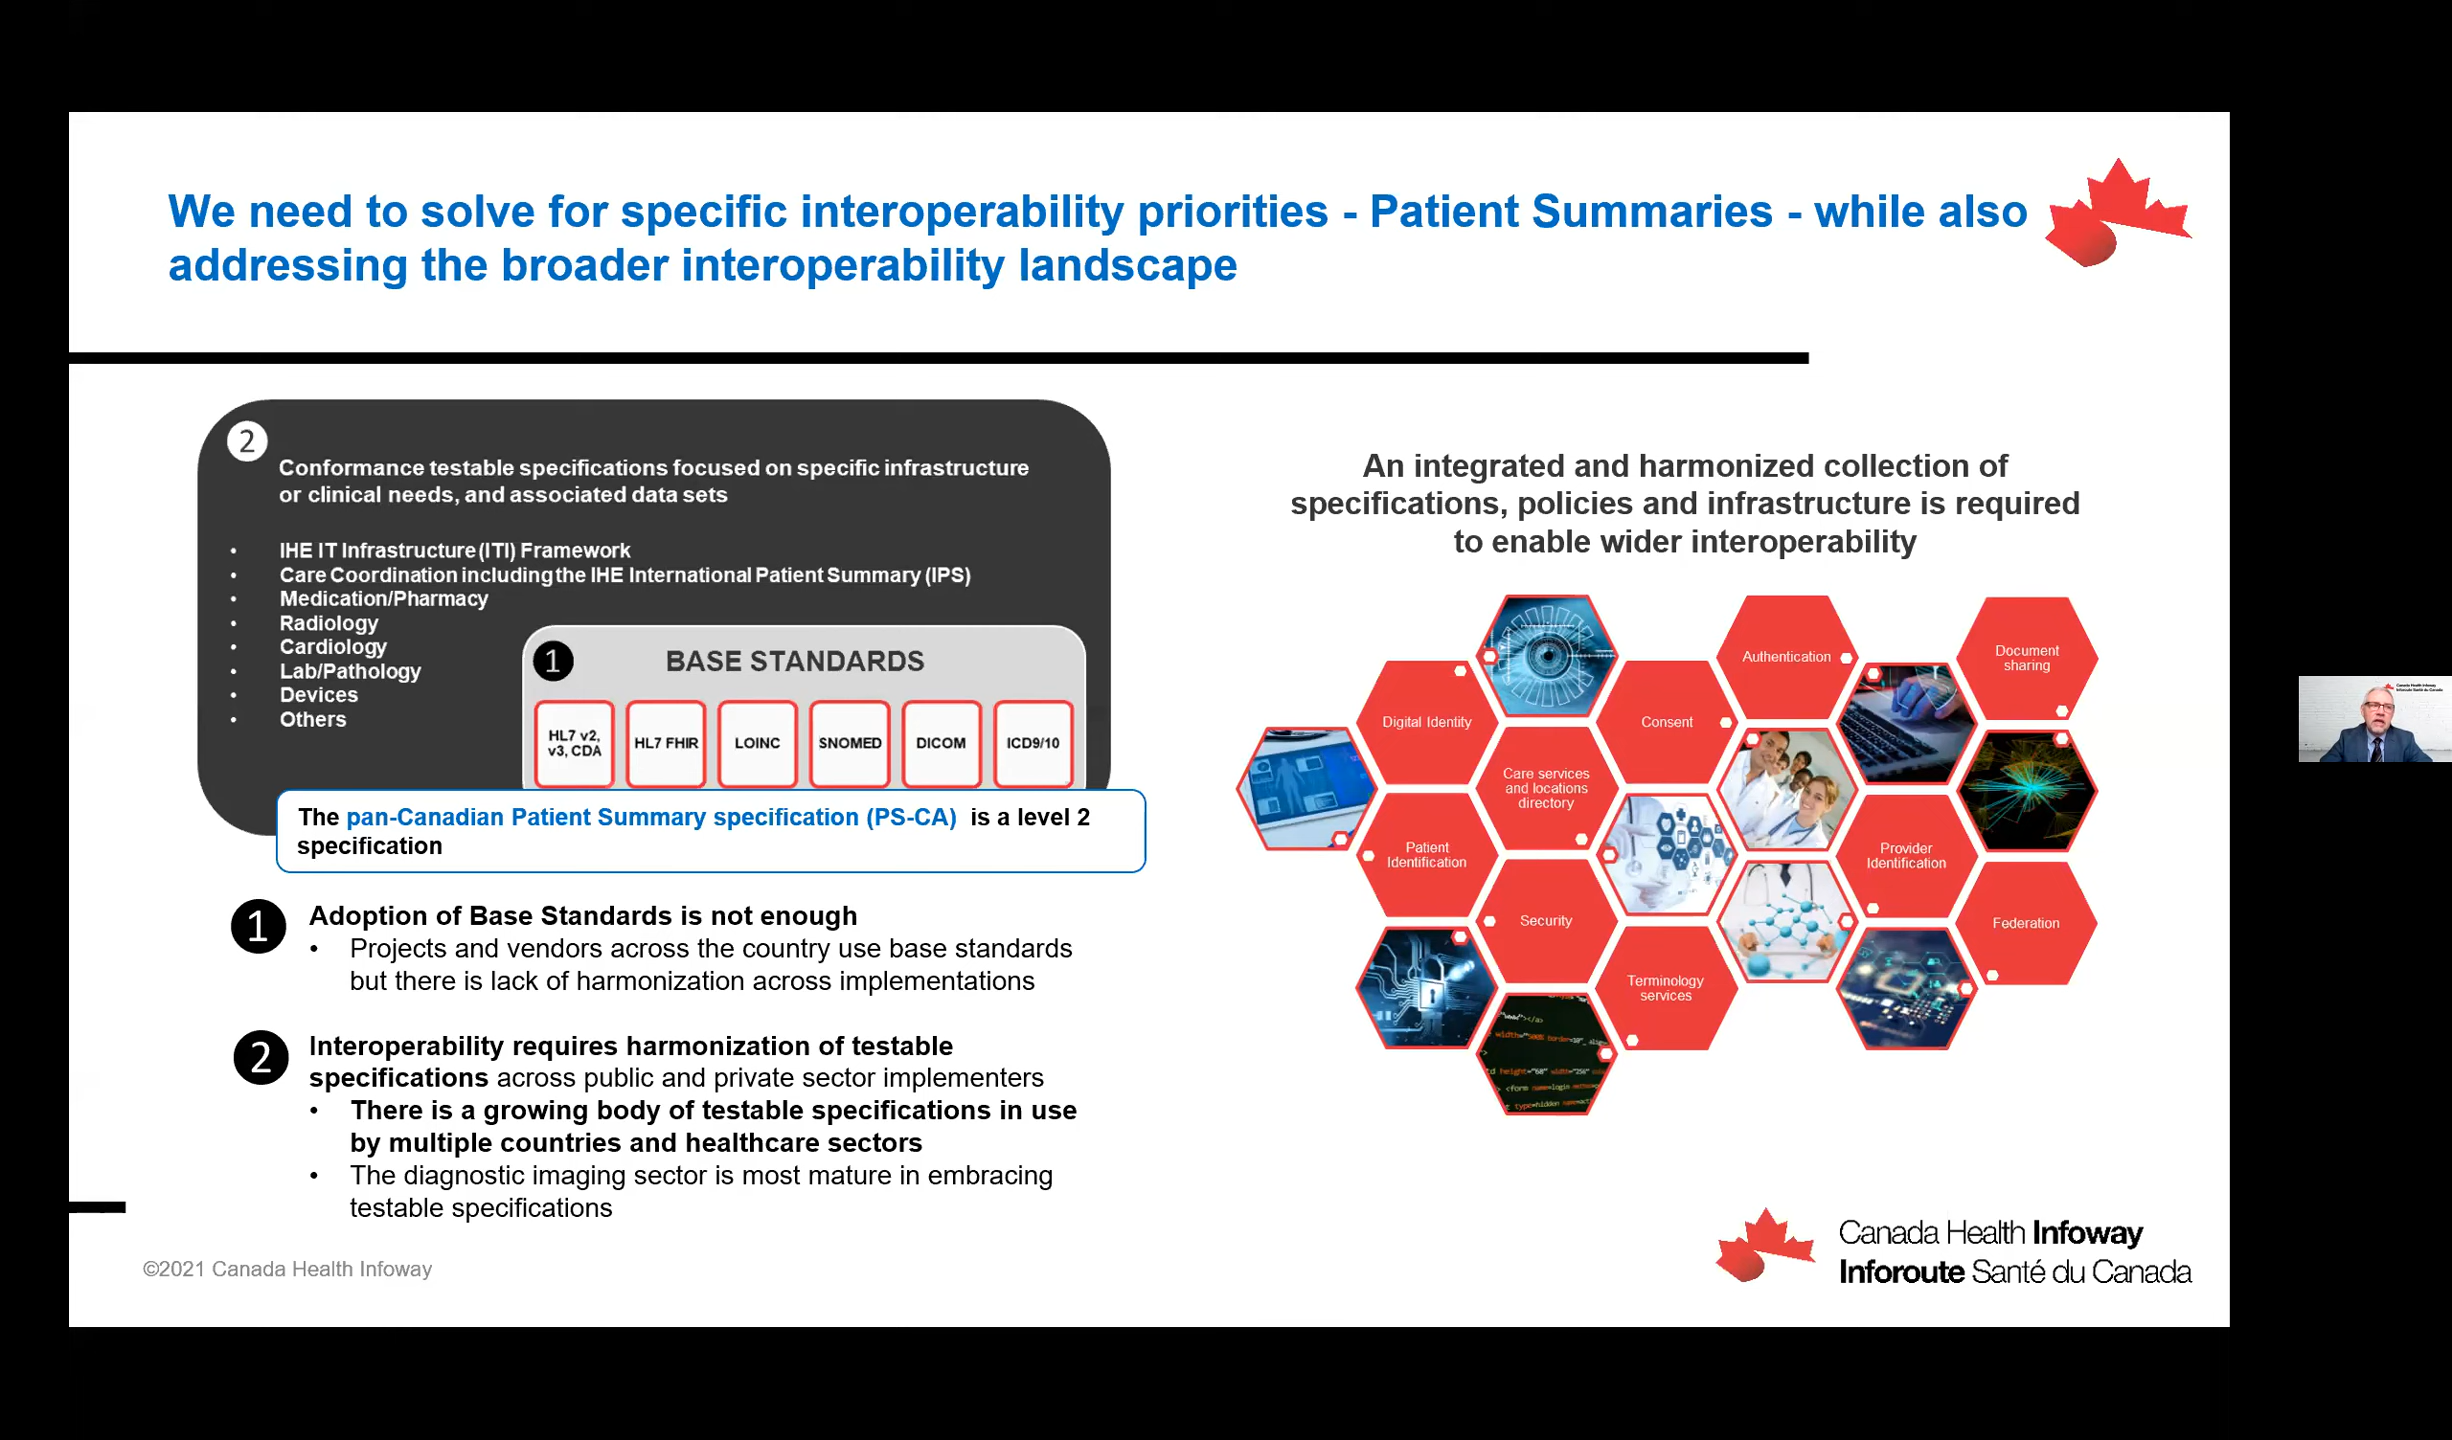 We need to solve for specific interoperability priorities - Patient Summaries - while also
addressing the broader interoperability landscape
2
Conformance testable specifications focused on specific infrastructure
or clinical needs, and associated data sets
• IHE IT Infrastructure (ITI) Framework
• Care Coordination including the IHE International Patient Summary (IPS)
• Medication/Pharmacy
• Radiology
• Cardiology
• Lab/Pathology
• Devices
• Others
1
BASE STANDARDS
HL7 v2,
v3, CDA
HL7 FHIR
LOINC
SNOMED
DICOM
ICD9/10
The pan-Canadian Patient Summary specification (PS-CA) is a level 2
specification
1
Adoption of Base Standards is not enough
• Projects and vendors across the country use base standards
but there is lack of harmonization across implementations
2
Interoperability requires harmonization of testable
specifications across public and private sector implementers
• There is a growing body of testable specifications in use
by multiple countries and healthcare sectors
• The diagnostic imaging sector is most mature in embracing
testable specifications
©2021 Canada Health Infoway
An integrated and harmonized collection of
specifications, policies and infrastructure is required
to enable wider interoperability
Authentication
Document
sharing
Digital Identity
Consent
Care services
and locations
directory
Patient
Identification
Provider
Identification
Security
Federation
Terminology
services
Canada Health Infoway
Inforoute Santé du Canada
Canada Health Infoway
Inforoute Santé du Canada